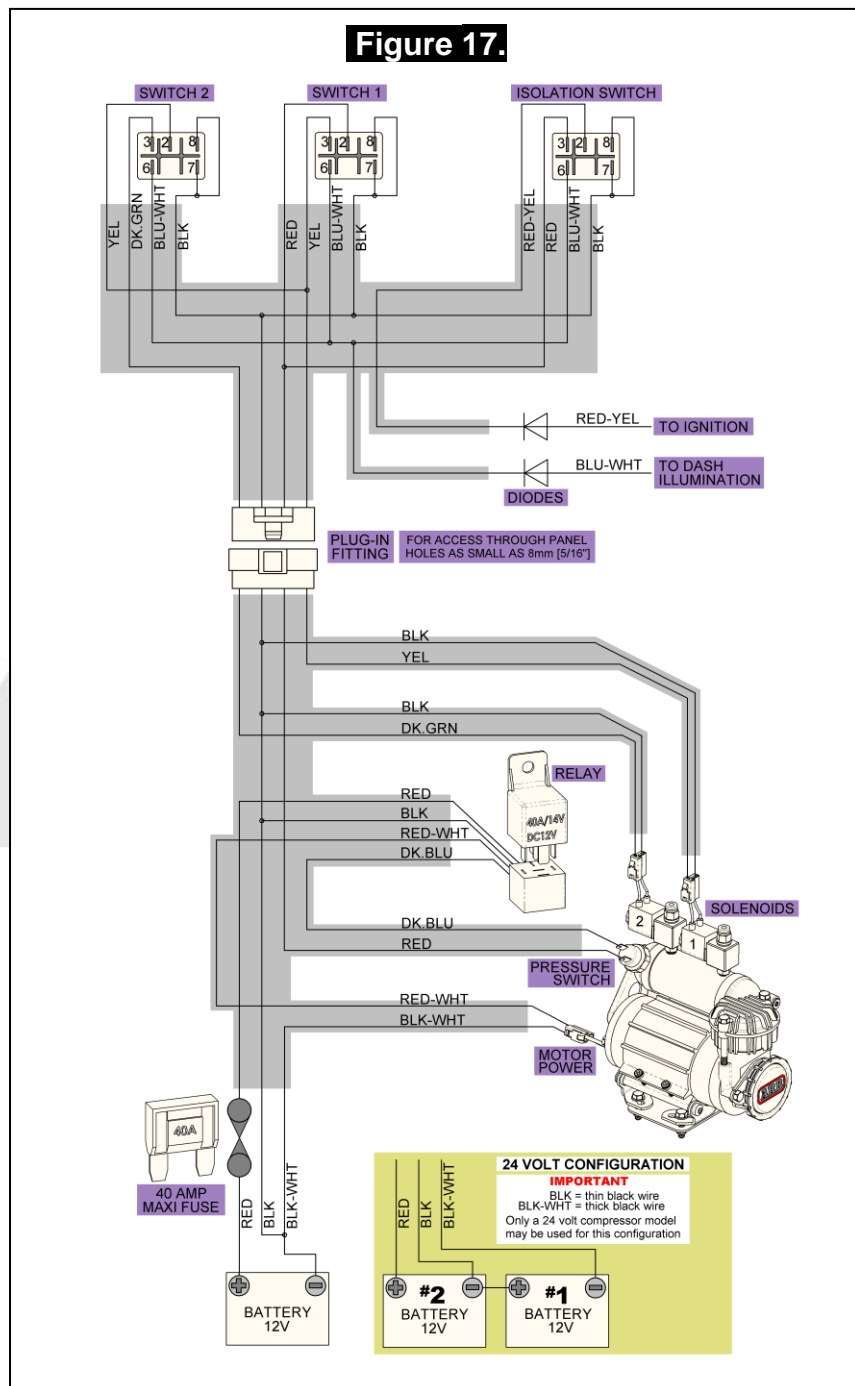 Figure 17.
SWITCH 2
SWITCH 1
ISOLATION SWITCH
3 2 8
6 7
3 2 8
6 7
3 2 8
6 7
YEL
DK.GRN
BLU-WHT
BLK
RED
YEL
BLU-WHT
BLK
RED-YEL
RED
BLU-WHT
BLK
RED-YEL
TO IGNITION
BLU-WHT
TO DASH
ILLUMINATION
DIODES
PLUG-IN
FITTING
FOR ACCESS THROUGH PANEL
HOLES AS SMALL AS 8mm [5/16"]
BLK
YEL
BLK
DK.GRN
RELAY
40A/14V
DC12V
RED
BLK
RED-WHT
DK.BLU
2
1
SOLENOIDS
DK.BLU
RED
PRESSURE
SWITCH
RED-WHT
BLK-WHT
MOTOR
POWER
ARB
40A
40 AMP
MAXI FUSE
RED
BLK
BLK-WHT
BATTERY
12V
RED
BLK
BLK-WHT
24 VOLT CONFIGURATION
IMPORTANT
BLK = thin black wire
BLK-WHT = thick black wire
Only a 24 volt compressor model
may be used for this configuration
#2
BATTERY
12V
#1
BATTERY
12V